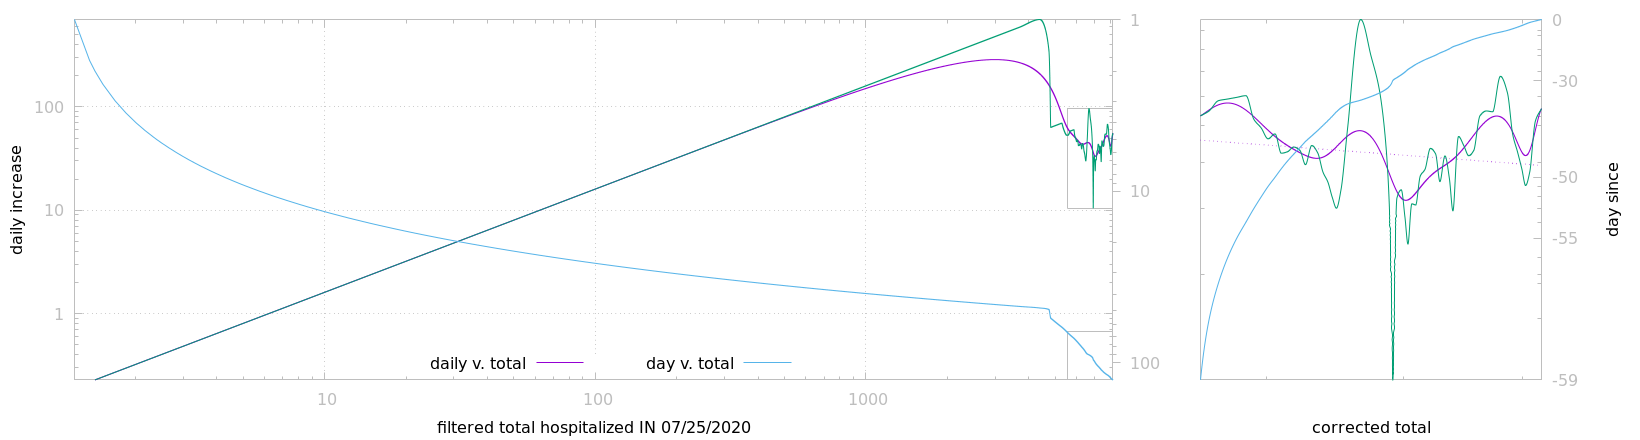 daily increase
100
10
1
10
100
1000
1
10
100
daily v. total
day v. total
filtered total hospitalized IN 07/25/2020
0
-30
-50
-55
-59
day since
corrected total